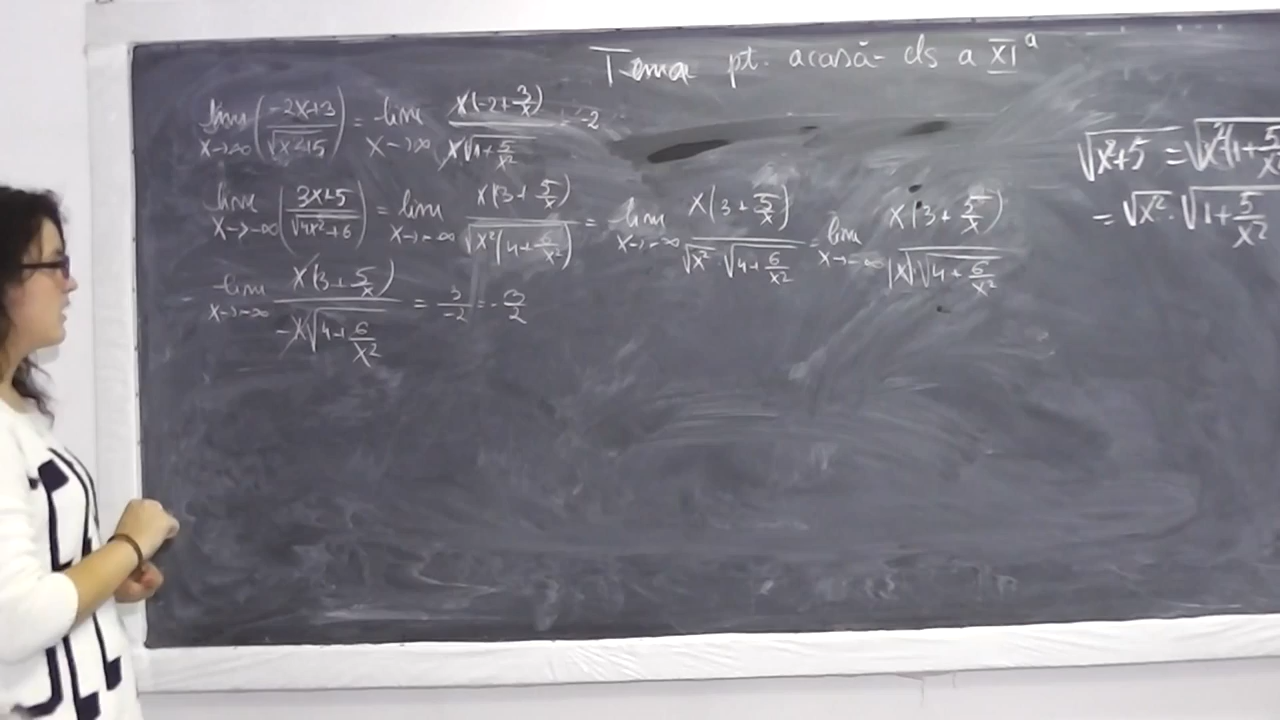 Tema pt. acasă cls a XIª
lim x→∞ (-2x+3 / √x²+5) = lim x→∞ x(-2+3/x) / x√1+5/x² = -2
lim x→-∞ (3x+5 / √4x²+6) = lim x→-∞ x(3+5/x) / √x²(4+6/x²) = lim x→-∞ x(3+5/x) / √x²·√4+6/x² = lim x→-∞ x(3+5/x) / |x|·√4+6/x²
lim x→-∞ x(3+5/x) / -x√4+6/x² = 3/-2 = -3/2
√x²+5 = √x²(1+5/x²
= √x²·√1+5/x²